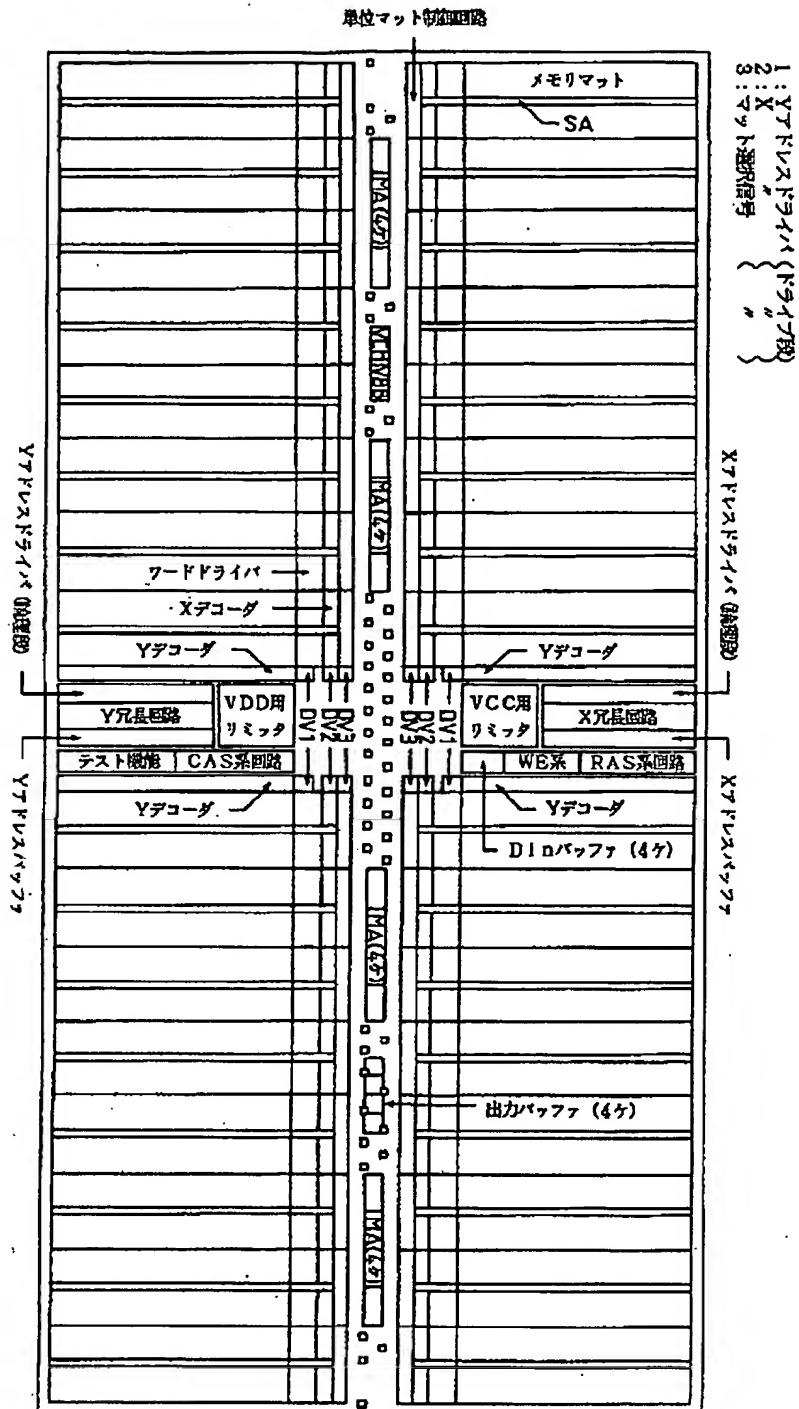 単位マット制御回路
メモリマット
SA
1：Yアドレスドライバ（ドライブ段）
2：X 〃 （ 〃 ）
3：マット選択信号 （ 〃 ）
MA(4ケ)
MA(4ケ)
ワードドライバ
Xデコーダ
Yデコーダ
Yデコーダ
Yアドレスドライバ（論理段）
Xアドレスドライバ（論理段）
Y冗長回路
VDD用
リミッタ
DV1
DV2
DV3
DV3
DV2
DV1
VCC用
リミッタ
X冗長回路
テスト機能
CAS系回路
WE系
RAS系回路
Yデコーダ
Yデコーダ
DInバッファ（4ケ）
Yアドレスバッファ
Xアドレスバッファ
MA(4ケ)
出力バッファ（4ケ）
MA(4ケ)